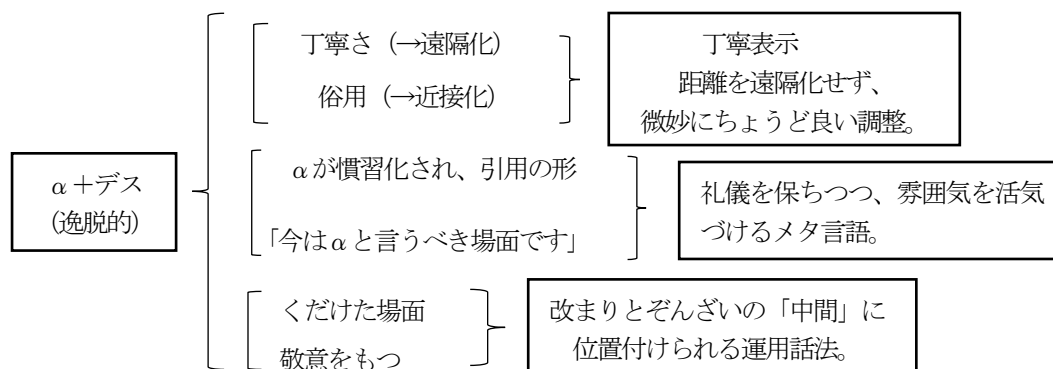 α＋デス
(逸脱的)
丁寧さ（→遠隔化）
俗用（→近接化）
丁寧表示
距離を遠隔化せず、
微妙にちょうど良い調整。
αが慣習化され、引用の形
「今はαと言うべき場面です」
礼儀を保ちつつ、雰囲気を活気
づけるメタ言語。
くだけた場面
敬意をもつ
改まりとぞんざいの「中間」に
位置付けられる運用話法。